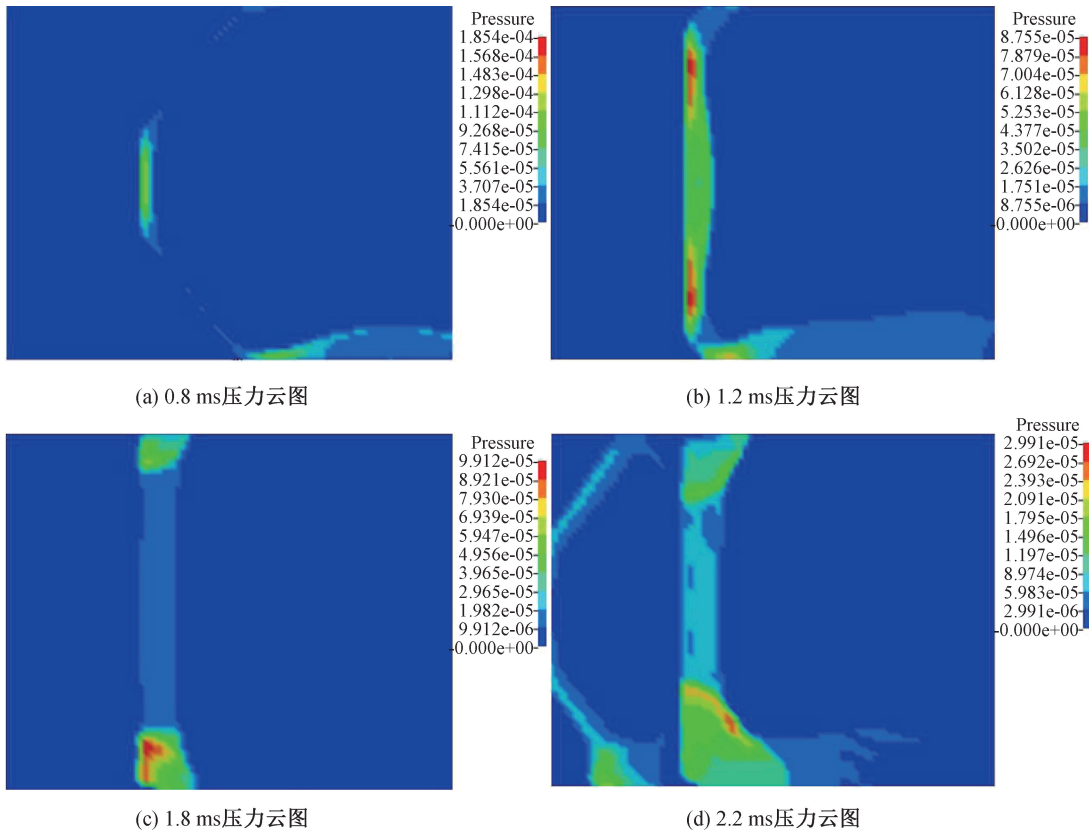 Pressure
1.854e-04
1.568e-04
1.483e-04
1.298e-04
1.112e-04
9.268e-05
7.415e-05
5.561e-05
3.707e-05
1.854e-05
-0.000e+00
(a) 0.8 ms压力云图
Pressure
8.755e-05
7.879e-05
7.004e-05
6.128e-05
5.253e-05
4.377e-05
3.502e-05
2.626e-05
1.751e-05
8.755e-06
-0.000e+00
(b) 1.2 ms压力云图
Pressure
9.912e-05
8.921e-05
7.930e-05
6.939e-05
5.947e-05
4.956e-05
3.965e-05
2.965e-05
1.982e-05
9.912e-06
-0.000e+00
(c) 1.8 ms压力云图
Pressure
2.991e-05
2.692e-05
2.393e-05
2.091e-05
1.795e-05
1.496e-05
1.197e-05
8.974e-05
5.983e-05
2.991e-06
-0.000e+00
(d) 2.2 ms压力云图